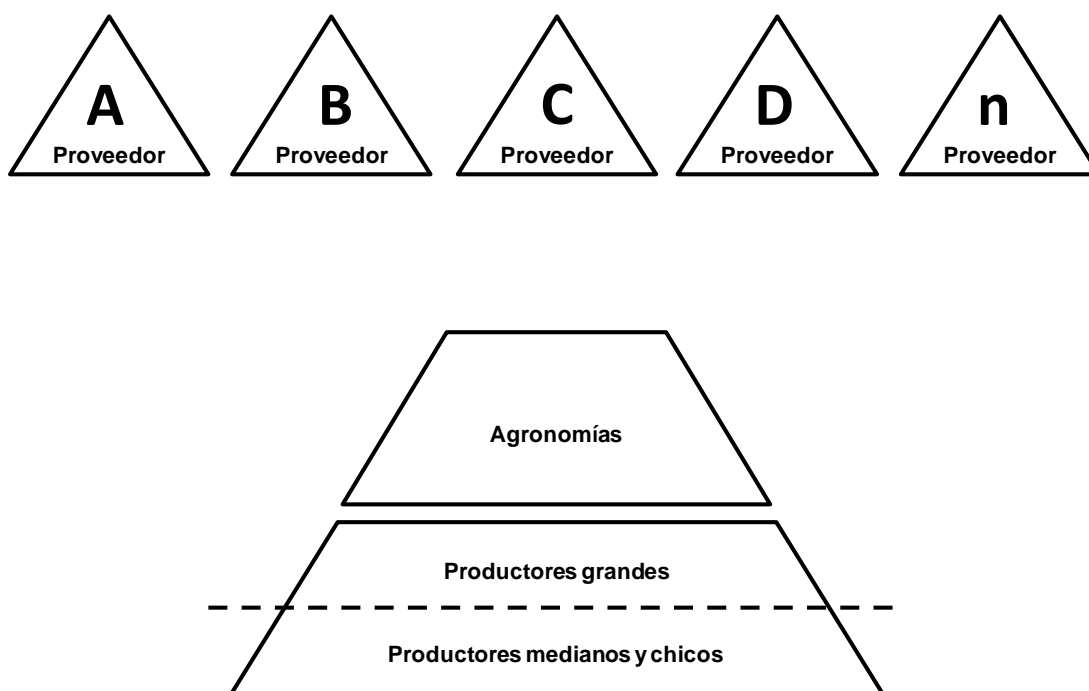 A B C D n
Proveedor Proveedor Proveedor Proveedor Proveedor
Agronomías
Productores grandes
Productores medianos y chicos